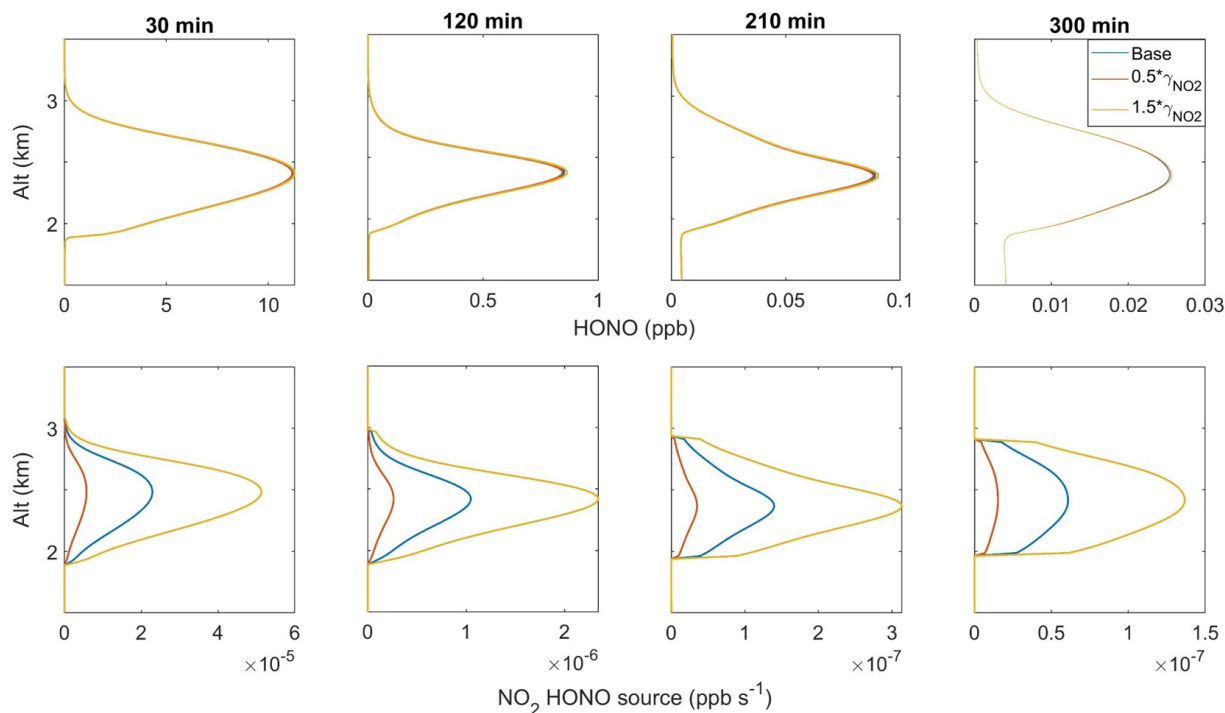 30 min
120 min
210 min
300 min
Base
0.5*γNO2
1.5*γNO2
Alt (km)
3
2
0 5 10
0 0.5 1
0 0.05 0.1
0 0.01 0.02 0.03
HONO (ppb)
Alt (km)
3
2
0 2 4 6
×10-5
0 1 2
×10-6
0 1 2 3
×10-7
0 0.5 1 1.5
×10-7
NO2 HONO source (ppb s-1)